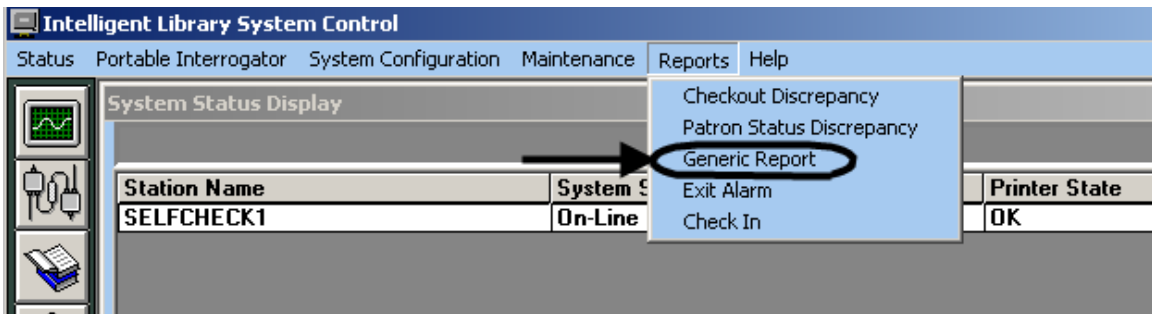 Intelligent Library System Control
Status Portable Interrogator System Configuration Maintenance Reports Help
System Status Display
Checkout Discrepancy
Patron Status Discrepancy
Generic Report
Exit Alarm
Check In
Station Name System S Printer State
SELFCHECK1 On-Line OK